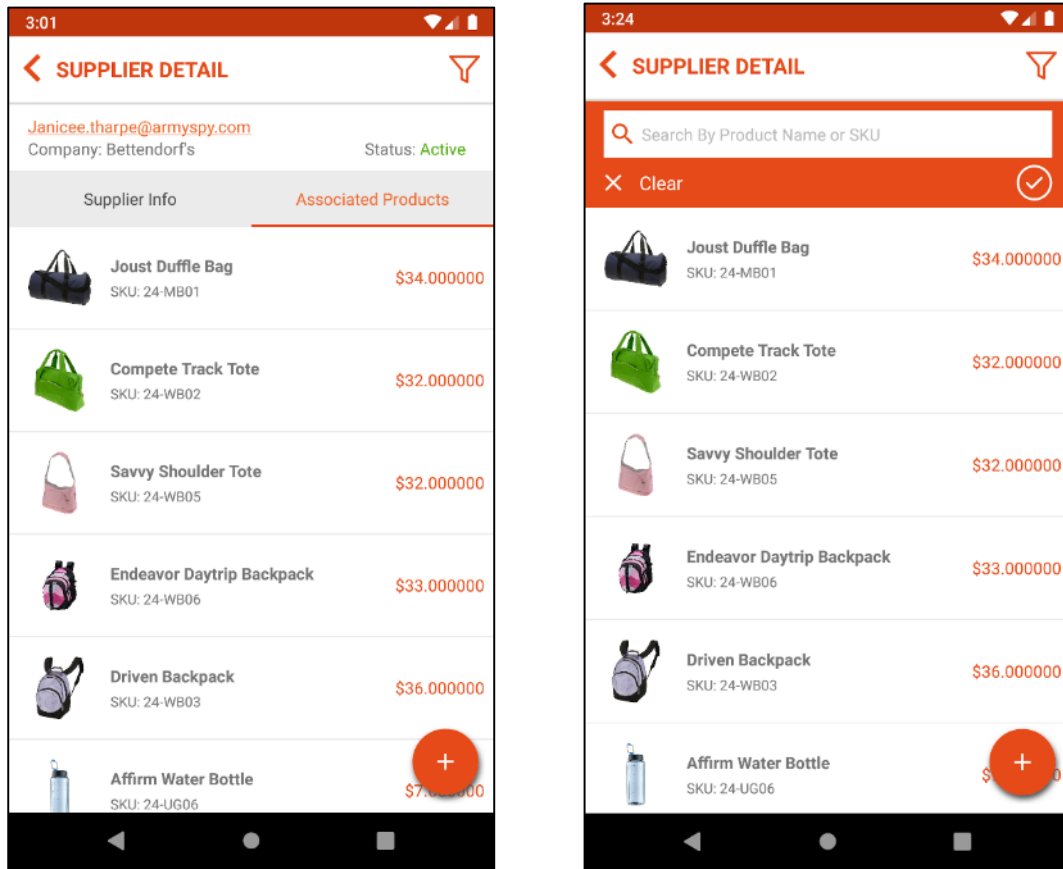 3:01
SUPPLIER DETAIL
Janicee.tharpe@armyspy.com
Company: Bettendorf's
Status: Active
Supplier Info
Associated Products
Joust Duffle Bag
SKU: 24-MB01
$34.000000
Compete Track Tote
SKU: 24-WB02
$32.000000
Savvy Shoulder Tote
SKU: 24-WB05
$32.000000
Endeavor Daytrip Backpack
SKU: 24-WB06
$33.000000
Driven Backpack
SKU: 24-WB03
$36.000000
Affirm Water Bottle
SKU: 24-UG06
+
3:24
SUPPLIER DETAIL
Search By Product Name or SKU
Clear
Joust Duffle Bag
SKU: 24-MB01
$34.000000
Compete Track Tote
SKU: 24-WB02
$32.000000
Savvy Shoulder Tote
SKU: 24-WB05
$32.000000
Endeavor Daytrip Backpack
SKU: 24-WB06
$33.000000
Driven Backpack
SKU: 24-WB03
$36.000000
Affirm Water Bottle
SKU: 24-UG06
+